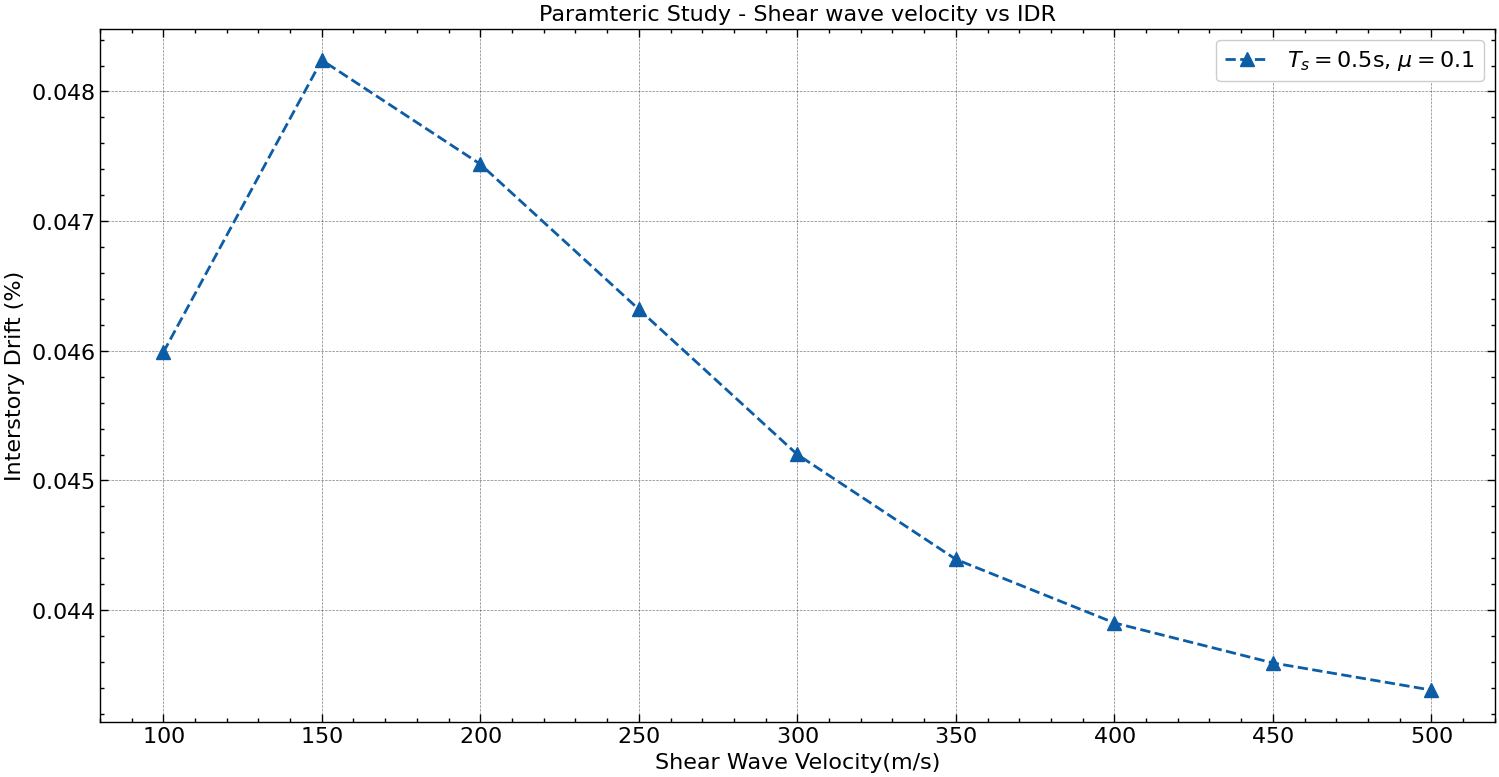 Paramteric Study - Shear wave velocity vs IDR
T_s = 0.5s, μ = 0.1
Interstory Drift (%)
0.048
0.047
0.046
0.045
0.044
100 150 200 250 300 350 400 450 500
Shear Wave Velocity(m/s)